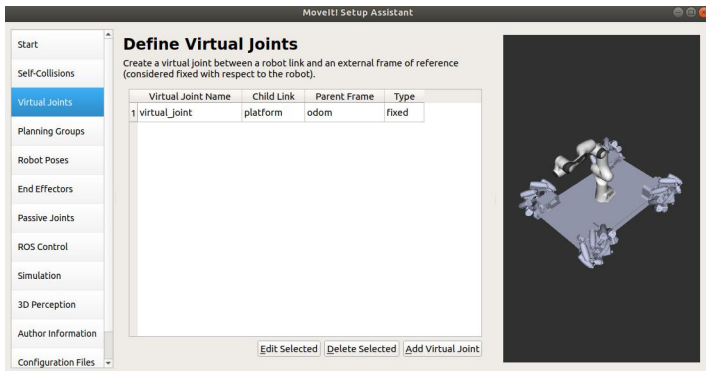 MoveIt! Setup Assistant
Start
Self-Collisions
Virtual Joints
Planning Groups
Robot Poses
End Effectors
Passive Joints
ROS Control
Simulation
3D Perception
Author Information
Configuration Files
Define Virtual Joints
Create a virtual joint between a robot link and an external frame of reference
(considered fixed with respect to the robot).
Virtual Joint Name Child Link Parent Frame Type
1 virtual_joint platform odom fixed
Edit Selected Delete Selected Add Virtual Joint